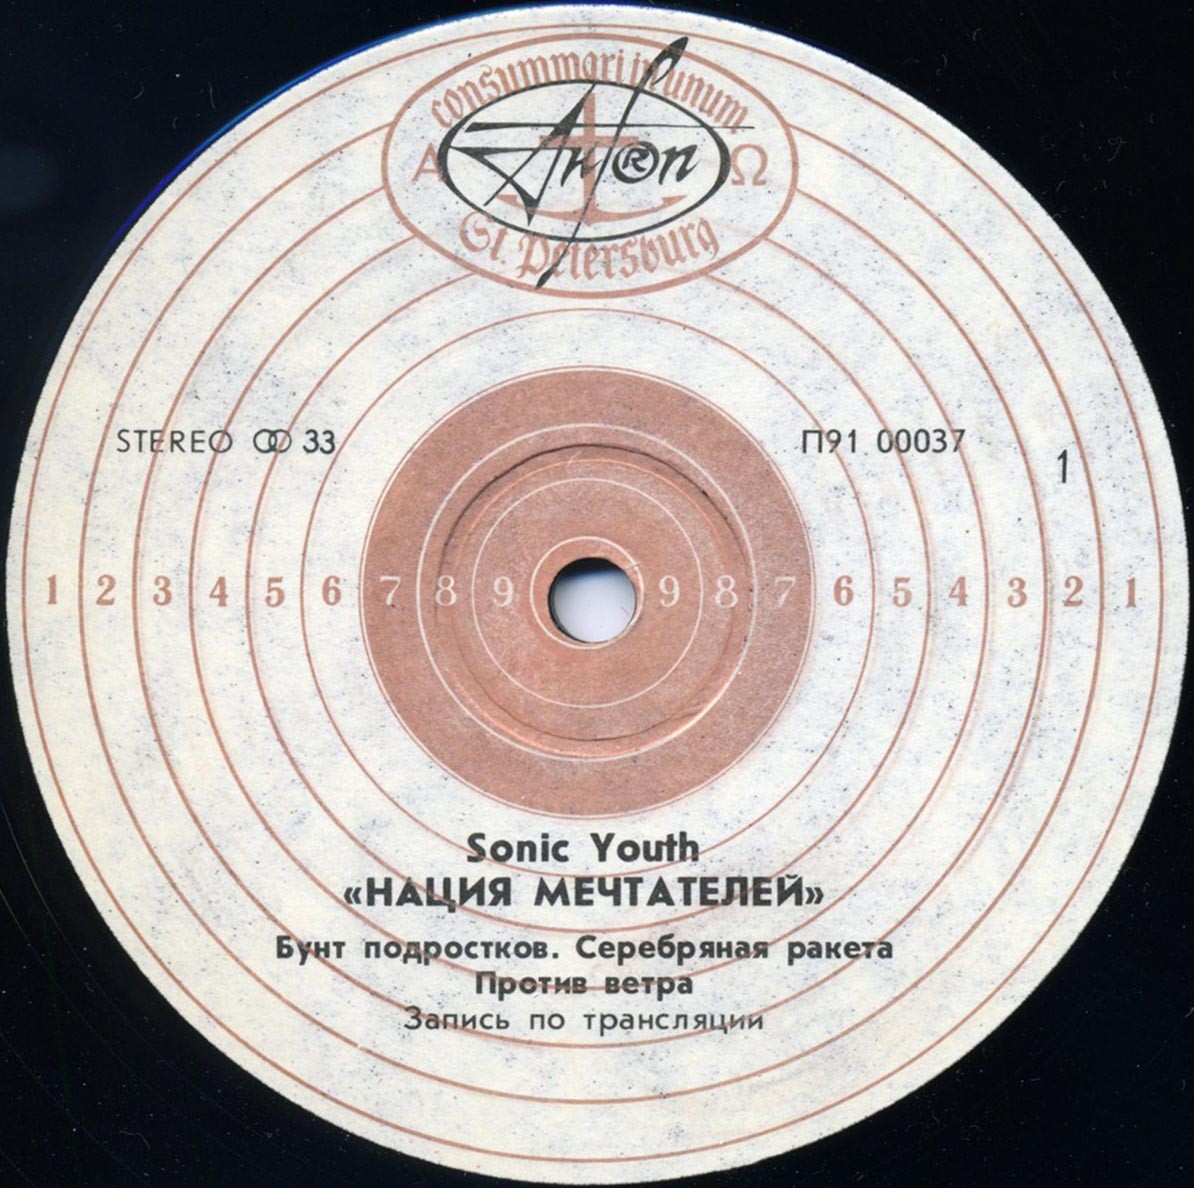 consummari in unum
Α Ω
AnTrop
St. Petersburg
STEREO ꝎO 33
П91 00037
1
1 2 3 4 5 6 7 8 9 9 8 7 6 5 4 3 2 1
Sonic Youth
«НАЦИЯ МЕЧТАТЕЛЕЙ»
Бунт подростков. Серебряная ракета
Против ветра
Запись по трансляции